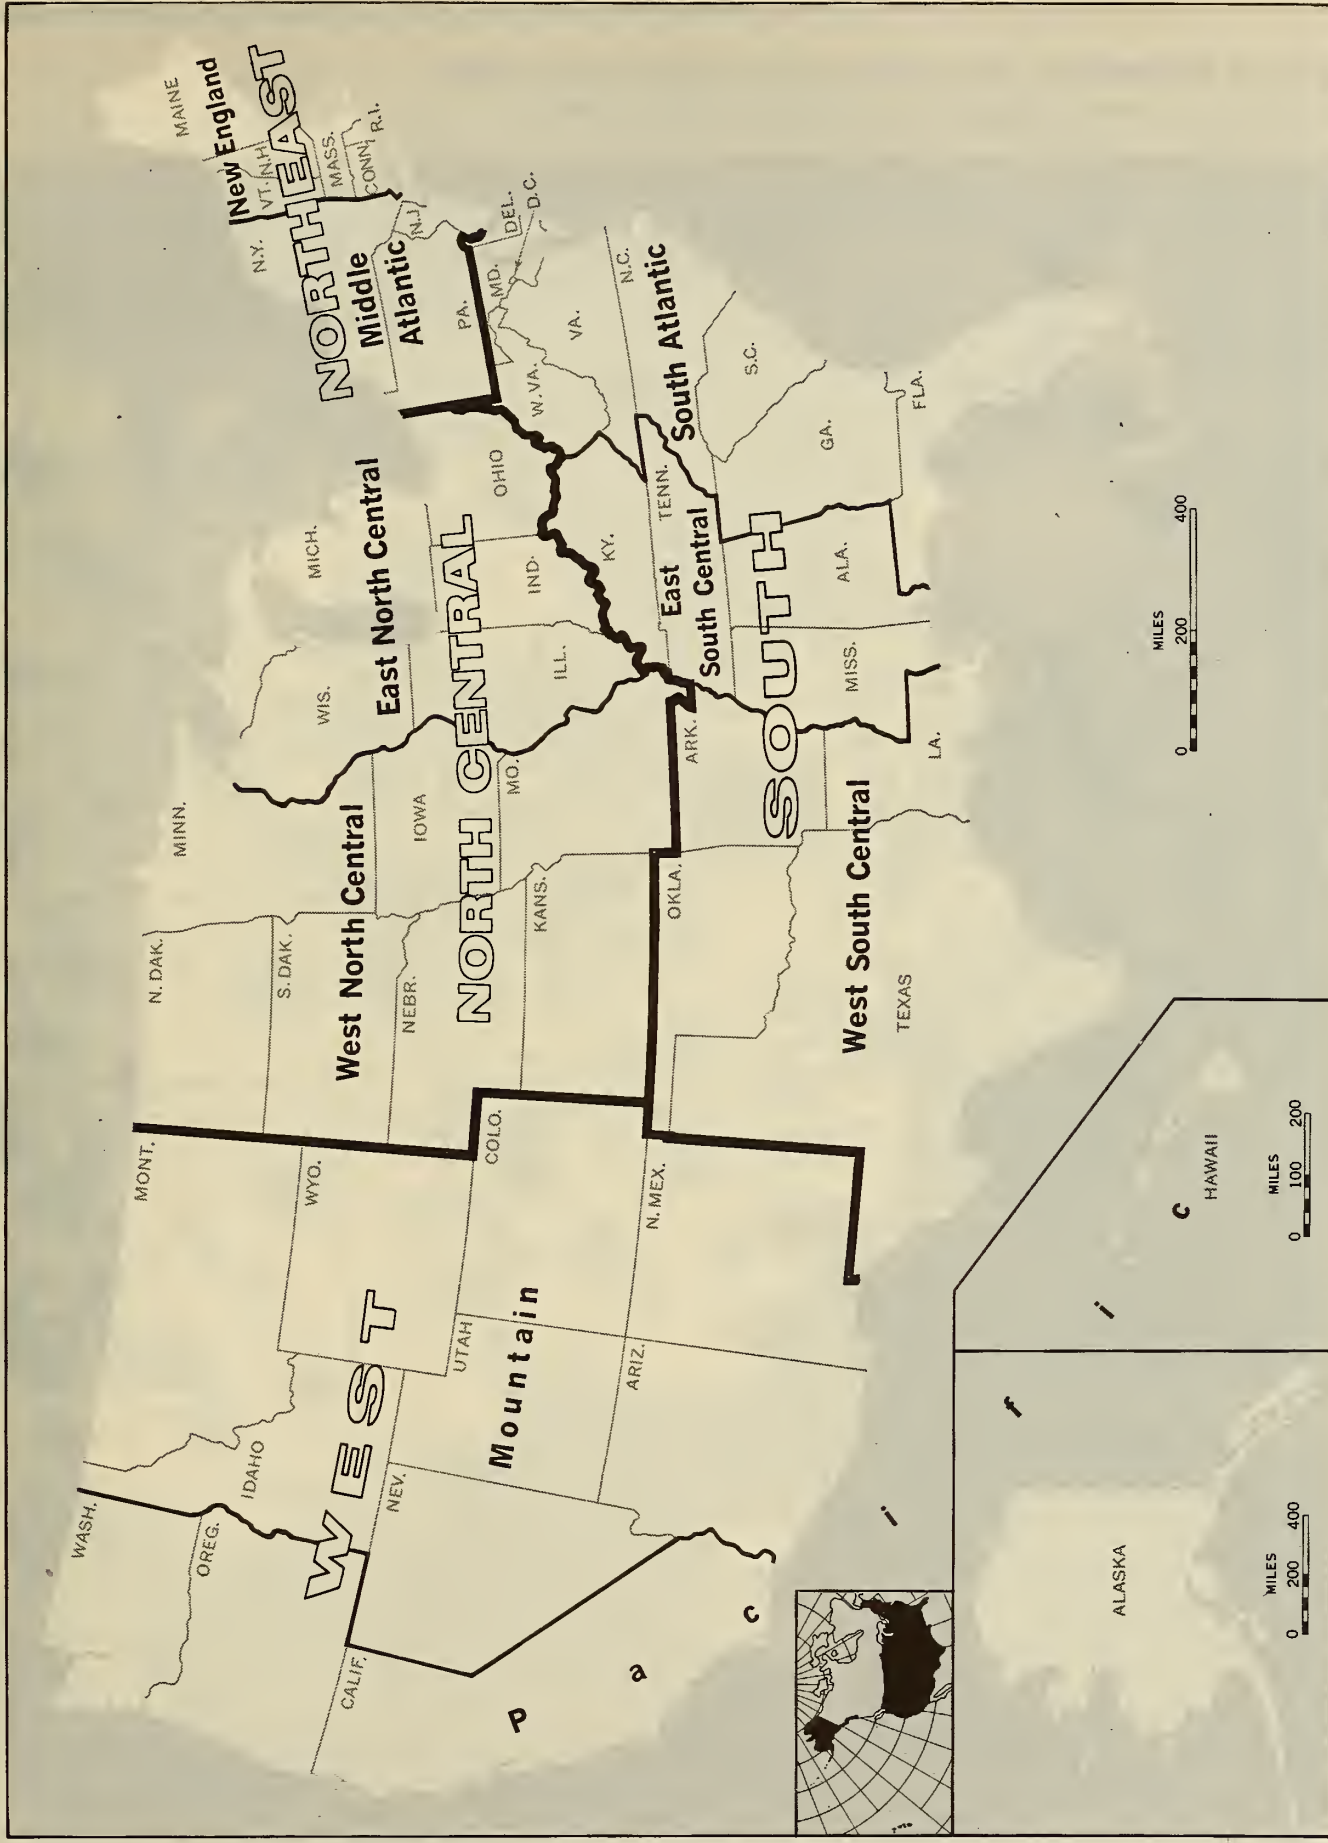 WASH.
MONT.
N. DAK.
MINN.
MAINE
OREG.
IDAHO
WYO.
S. DAK.
WIS.
MICH.
N.Y.
VT.
N.H.
New England
MASS.
CONN.
R.I.
NORTHEAST
WEST
West North Central
East North Central
Middle
Atlantic
N.J.
CALIF.
NEV.
UTAH
COLO.
NEBR.
IOWA
NORTH CENTRAL
ILL.
IND.
OHIO
PA.
MD.
DEL.
D.C.
Mountain
KANS.
MO.
KY.
W.VA.
VA.
ARIZ.
N. MEX.
OKLA.
ARK.
East
South Central
TENN.
N.C.
South Atlantic
S.C.
SOUTH
West South Central
TEXAS
LA.
MISS.
ALA.
GA.
FLA.
P a c i f i c
ALASKA
MILES
0 200 400
HAWAII
MILES
0 100 200
MILES
0 200 400